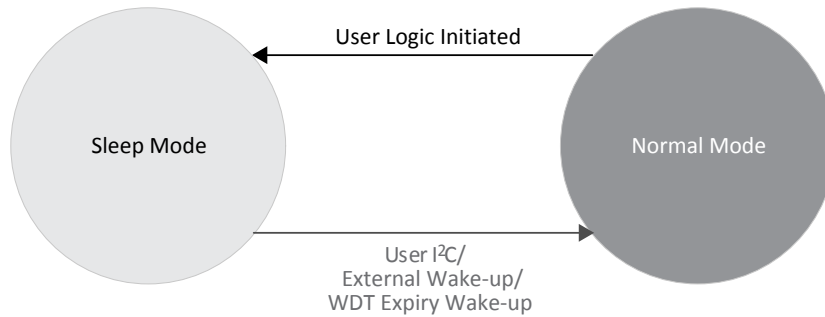 User Logic Initiated
Sleep Mode
Normal Mode
User I²C/
External Wake-up/
WDT Expiry Wake-up